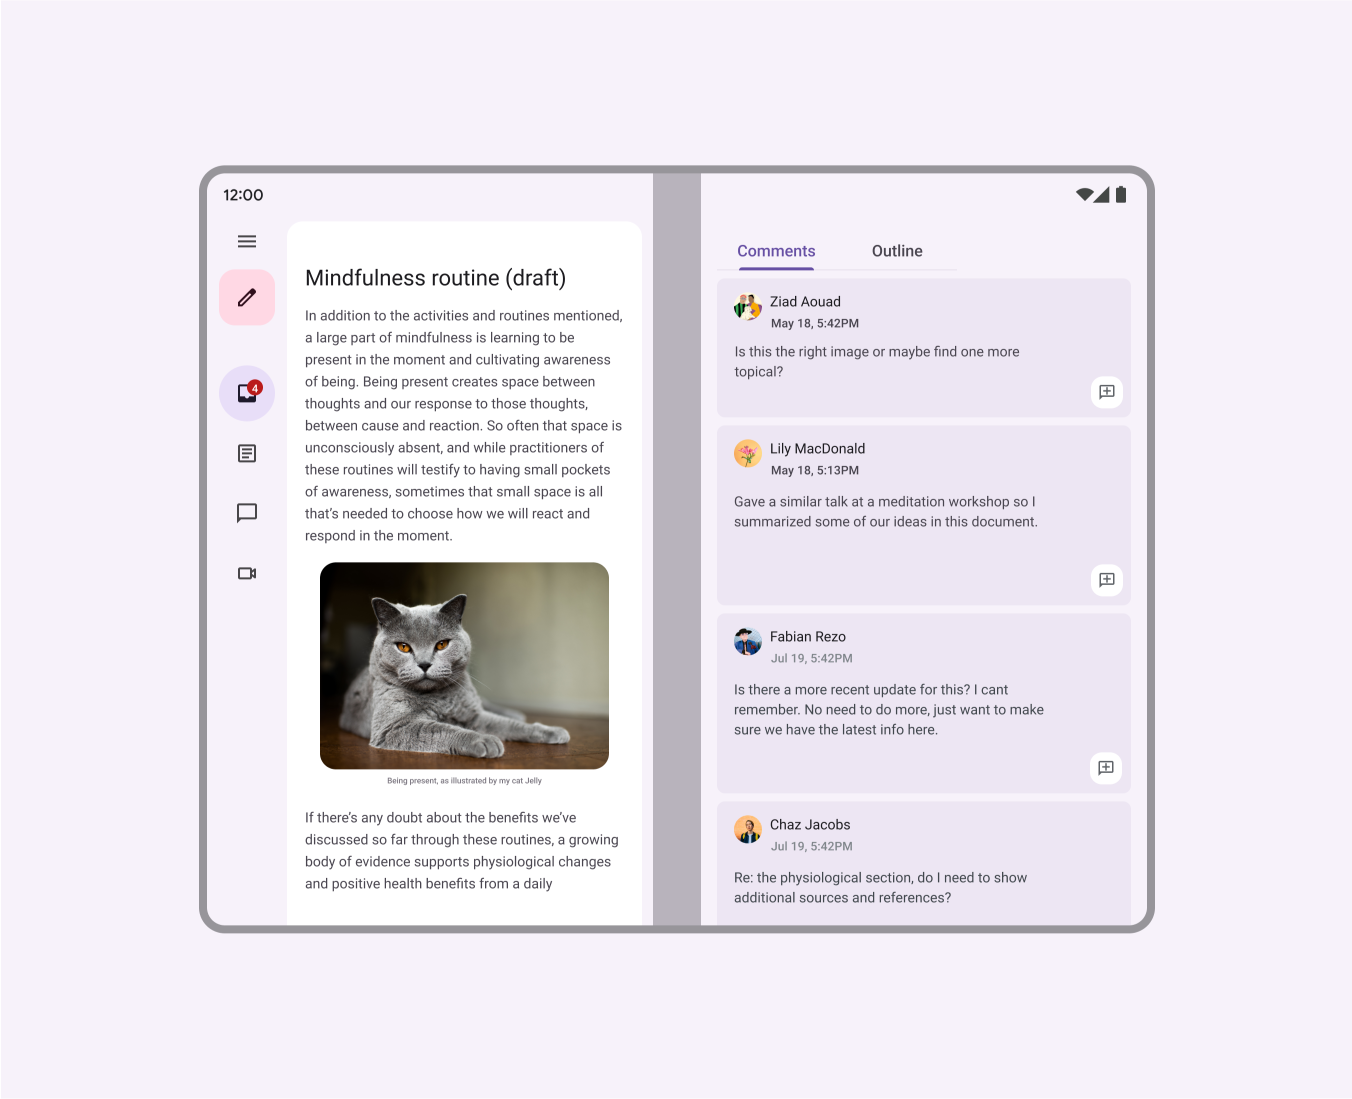 12:00
4
Mindfulness routine (draft)
In addition to the activities and routines mentioned,
a large part of mindfulness is learning to be
present in the moment and cultivating awareness
of being. Being present creates space between
thoughts and our response to those thoughts,
between cause and reaction. So often that space is
unconsciously absent, and while practitioners of
these routines will testify to having small pockets
of awareness, sometimes that small space is all
that’s needed to choose how we will react and
respond in the moment.
Being present, as illustrated by my cat Jelly
If there’s any doubt about the benefits we’ve
discussed so far through these routines, a growing
body of evidence supports physiological changes
and positive health benefits from a daily
Comments
Outline
Ziad Aouad
May 18, 5:42PM
Is this the right image or maybe find one more
topical?
Lily MacDonald
May 18, 5:13PM
Gave a similar talk at a meditation workshop so I
summarized some of our ideas in this document.
Fabian Rezo
Jul 19, 5:42PM
Is there a more recent update for this? I cant
remember. No need to do more, just want to make
sure we have the latest info here.
Chaz Jacobs
Jul 19, 5:42PM
Re: the physiological section, do I need to show
additional sources and references?